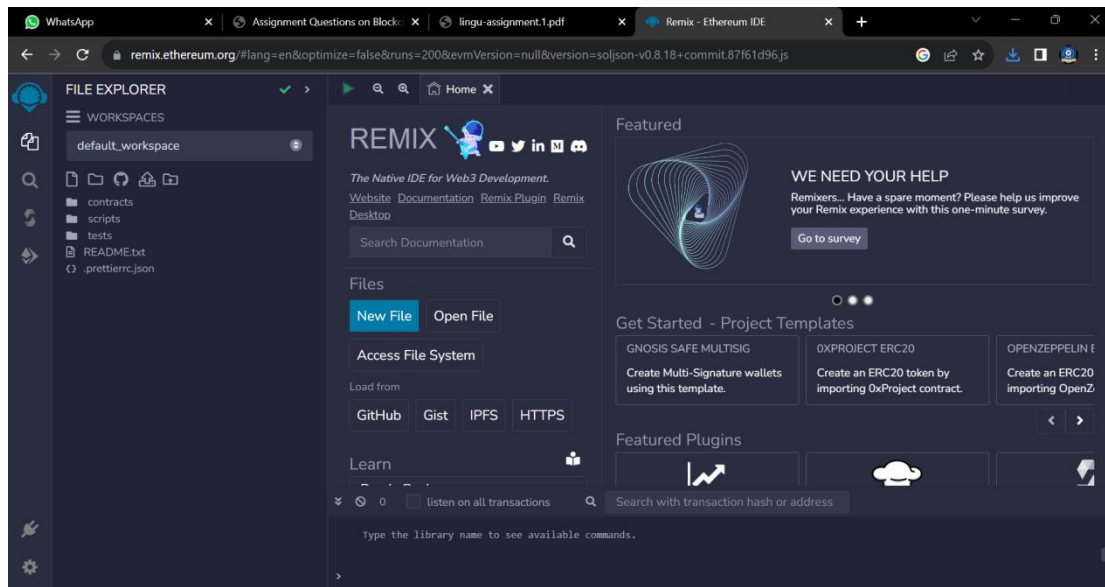 WhatsApp
Assignment Questions on Blockc
lingu-assignment.1.pdf
Remix - Ethereum IDE
remix.ethereum.org/#lang=en&optimize=false&runs=200&evmVersion=null&version=soljson-v0.8.18+commit.87f61d96.js
FILE EXPLORER
WORKSPACES
default_workspace
contracts
scripts
tests
README.txt
.prettierrc.json
Home
REMIX
The Native IDE for Web3 Development.
Website Documentation Remix Plugin Remix
Desktop
Search Documentation
Files
New File Open File
Access File System
Load from
GitHub Gist IPFS HTTPS
Learn
Featured
WE NEED YOUR HELP
Remixers... Have a spare moment? Please help us improve
your Remix experience with this one-minute survey.
Go to survey
Get Started - Project Templates
GNOSIS SAFE MULTISIG
Create Multi-Signature wallets
using this template.
0XPROJECT ERC20
Create an ERC20 token by
importing 0xProject contract.
OPENZEPPELIN E
Create an ERC20
importing OpenZ
Featured Plugins
0 listen on all transactions
Search with transaction hash or address
Type the library name to see available commands.
>